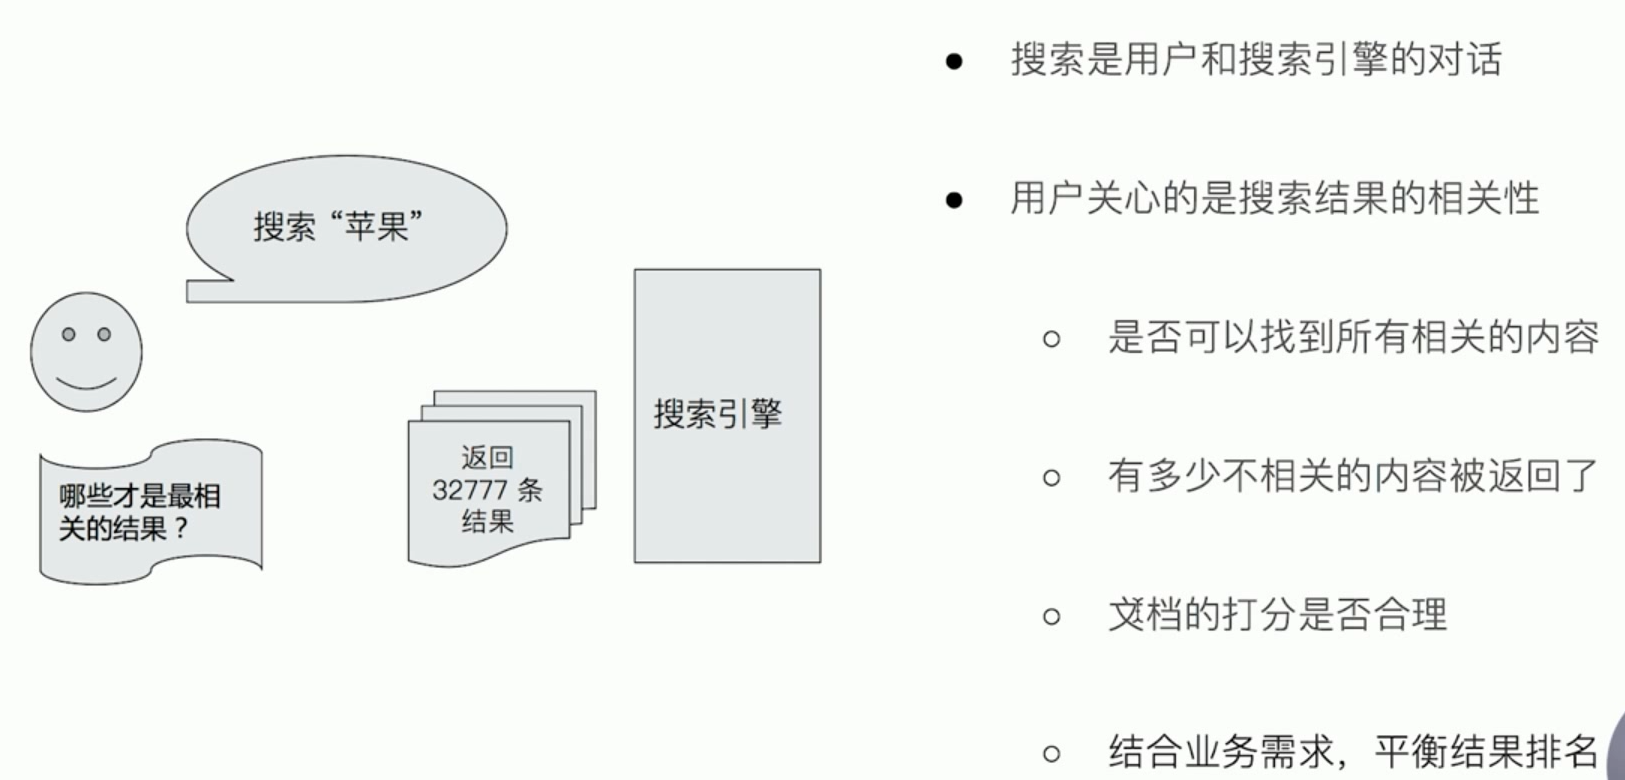 搜索“苹果”
哪些才是最相
关的结果？
返回
32777 条
结果
搜索引擎
搜索是用户和搜索引擎的对话
用户关心的是搜索结果的相关性
是否可以找到所有相关的内容
有多少不相关的内容被返回了
文档的打分是否合理
结合业务需求，平衡结果排名